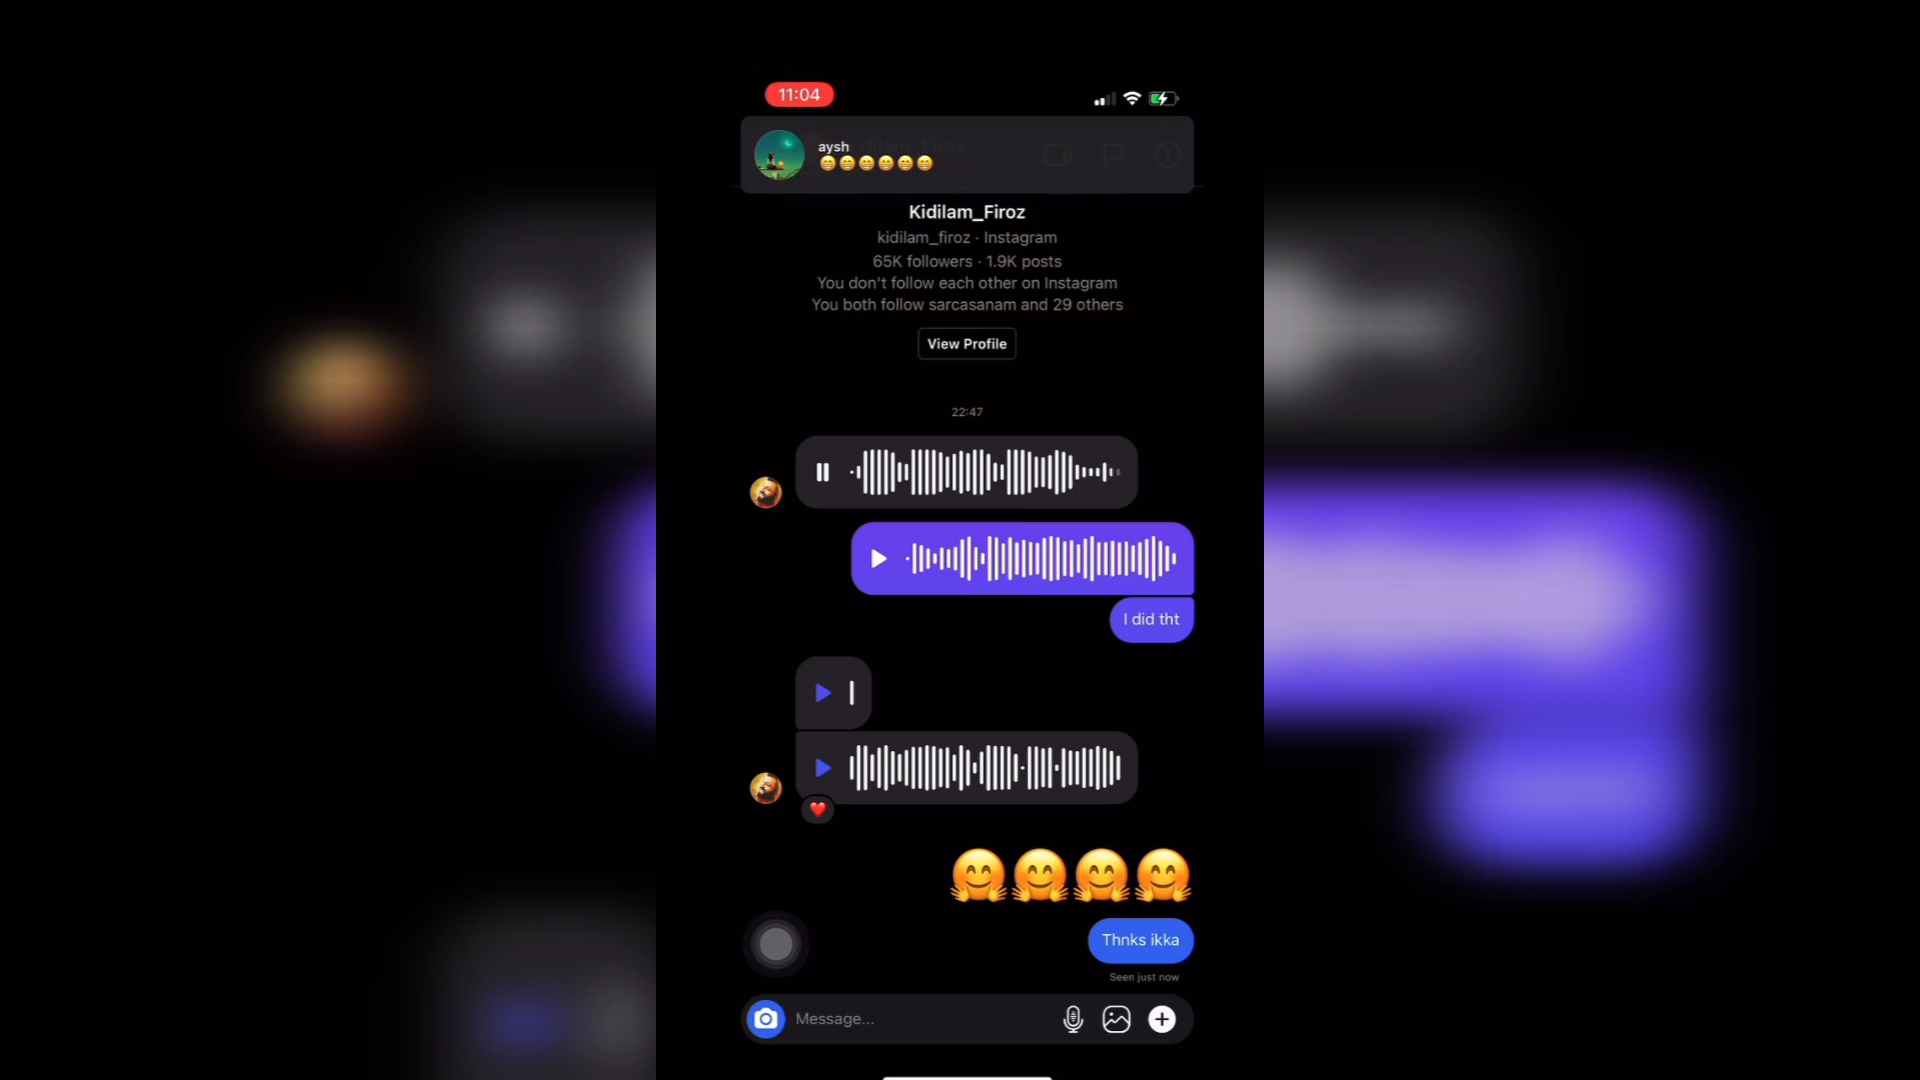 11:04
aysh
😁😁😁😁😁😁
Kidilam_Firoz
kidilam_firoz · Instagram
65K followers · 1.9K posts
You don't follow each other on Instagram
You both follow sarcasanam and 29 others
View Profile
22:47
I did tht
🤗🤗🤗🤗
Thnks ikka
Seen just now
Message...